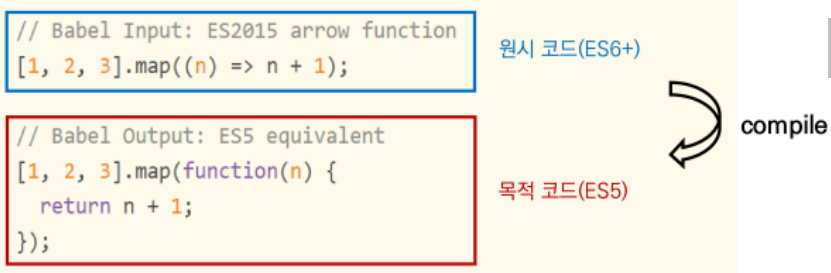 // Babel Input: ES2015 arrow function
[1, 2, 3].map((n) => n + 1);
원시 코드(ES6+)
compile
// Babel Output: ES5 equivalent
[1, 2, 3].map(function(n) {
  return n + 1;
});
목적 코드(ES5)